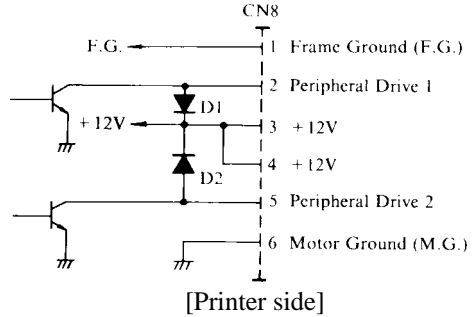 CN8
F.G. 1 Frame Ground (F.G.)
2 Peripheral Drive 1
D1
+12V 3 +12V
4 +12V
D2
5 Peripheral Drive 2
6 Motor Ground (M.G.)
[Printer side]